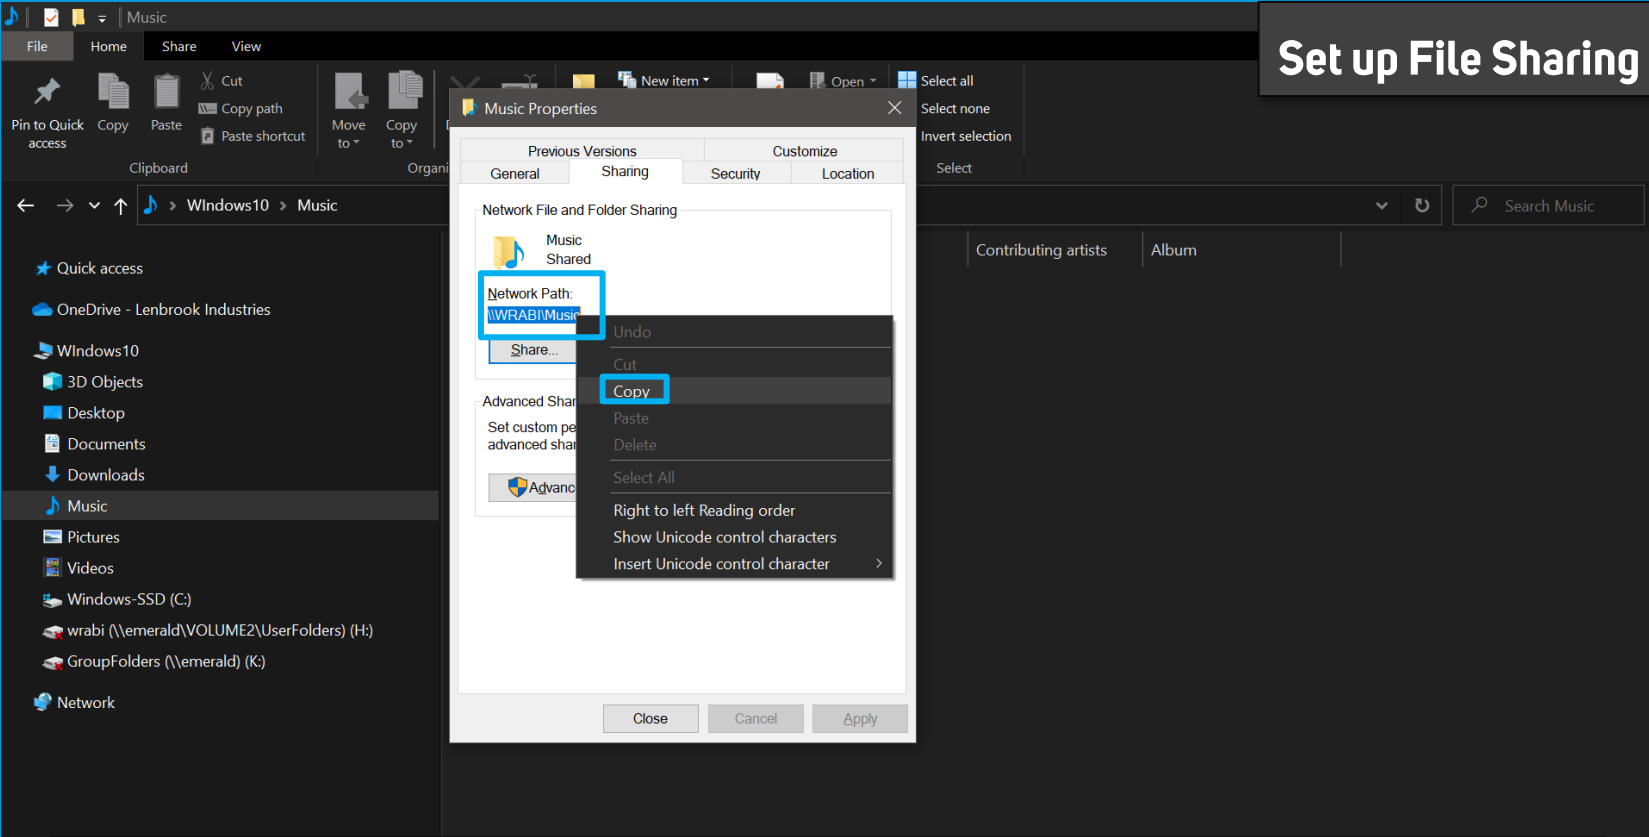 Music
Set up File Sharing
File Home Share View
Pin to Quick access
Copy
Paste
Cut
Copy path
Paste shortcut
Clipboard
Move to
Copy to
Organi
New item
Open
Select all
Select none
Invert selection
Select
WIndows10 > Music
Search Music
Contributing artists
Album
Quick access
OneDrive - Lenbrook Industries
WIndows10
3D Objects
Desktop
Documents
Downloads
Music
Pictures
Videos
Windows-SSD (C:)
wrabi (\\emerald\VOLUME2\UserFolders) (H:)
GroupFolders (\\emerald) (K:)
Network
Music Properties
Previous Versions Customize
General Sharing Security Location
Network File and Folder Sharing
Music
Shared
Network Path:
\\WRABI\Music
Share...
Advanced Shar
Set custom pe
advanced shar
Advanc
Undo
Cut
Copy
Paste
Delete
Select All
Right to left Reading order
Show Unicode control characters
Insert Unicode control character >
Close Cancel Apply